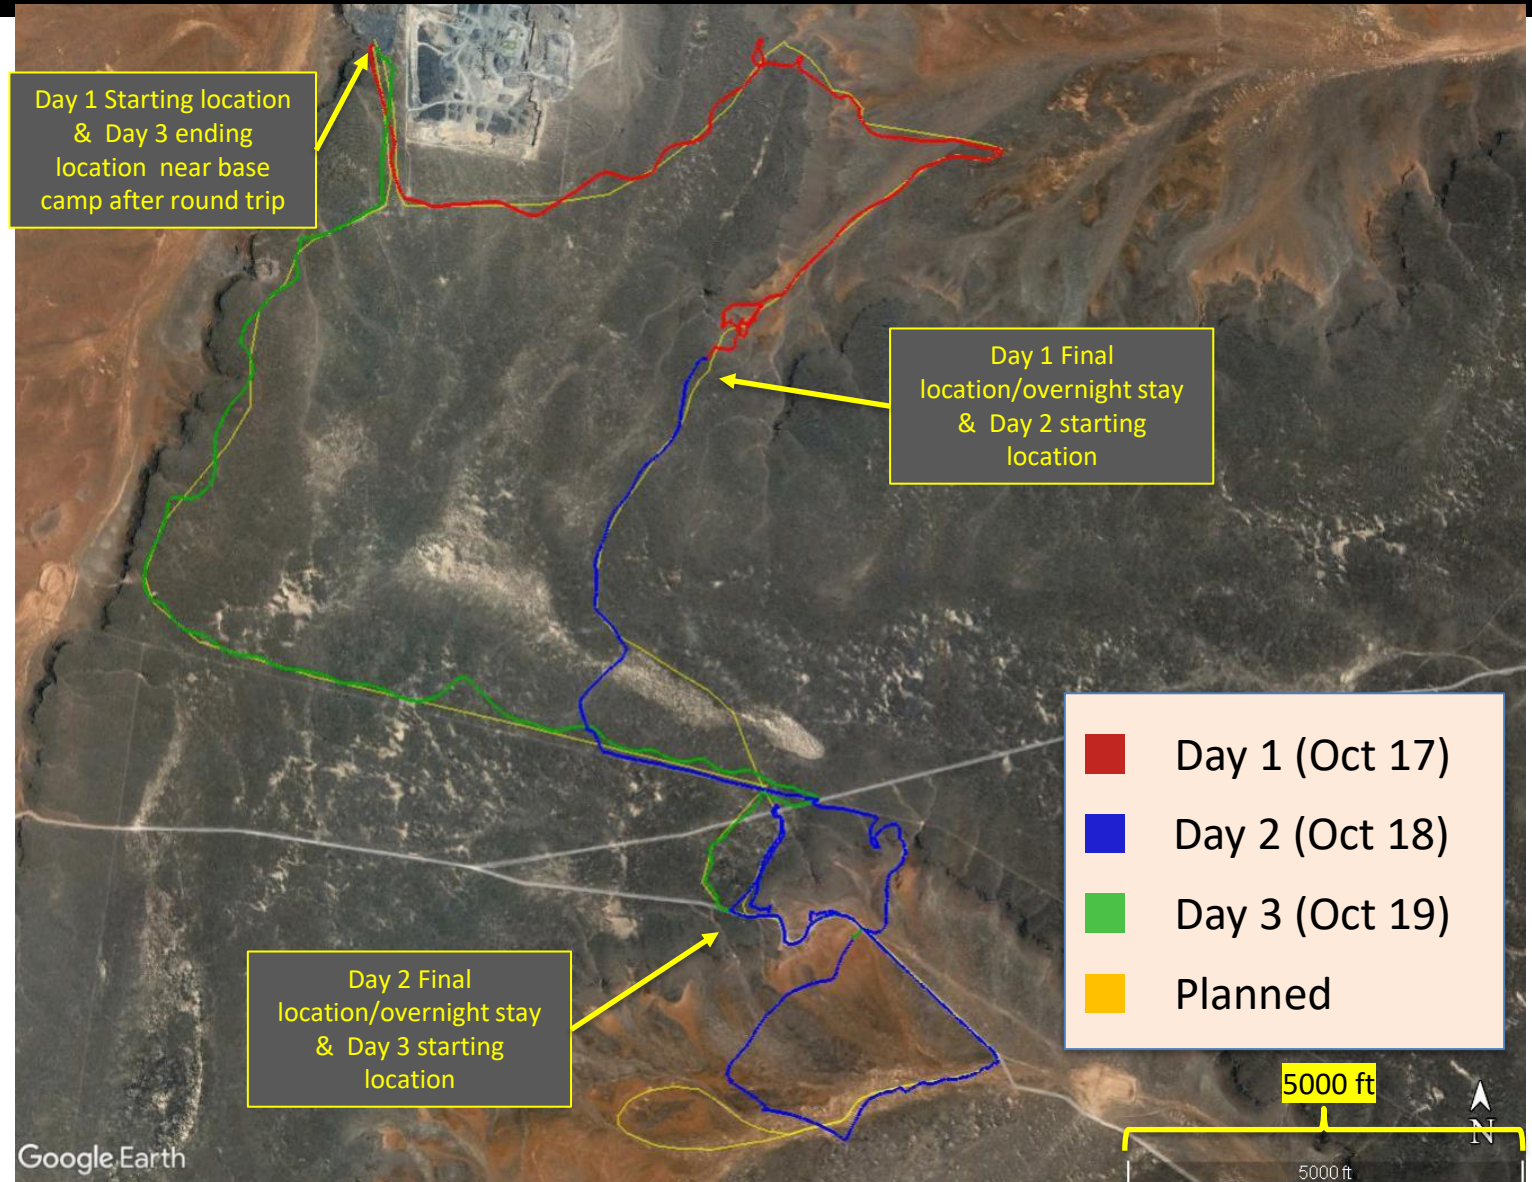 Day 1 Starting location
& Day 3 ending
location near base
camp after round trip
Day 1 Final
location/overnight stay
& Day 2 starting
location
Day 1 (Oct 17)
Day 2 (Oct 18)
Day 3 (Oct 19)
Planned
Day 2 Final
location/overnight stay
& Day 3 starting
location
5000 ft
N
5000 ft
Google Earth